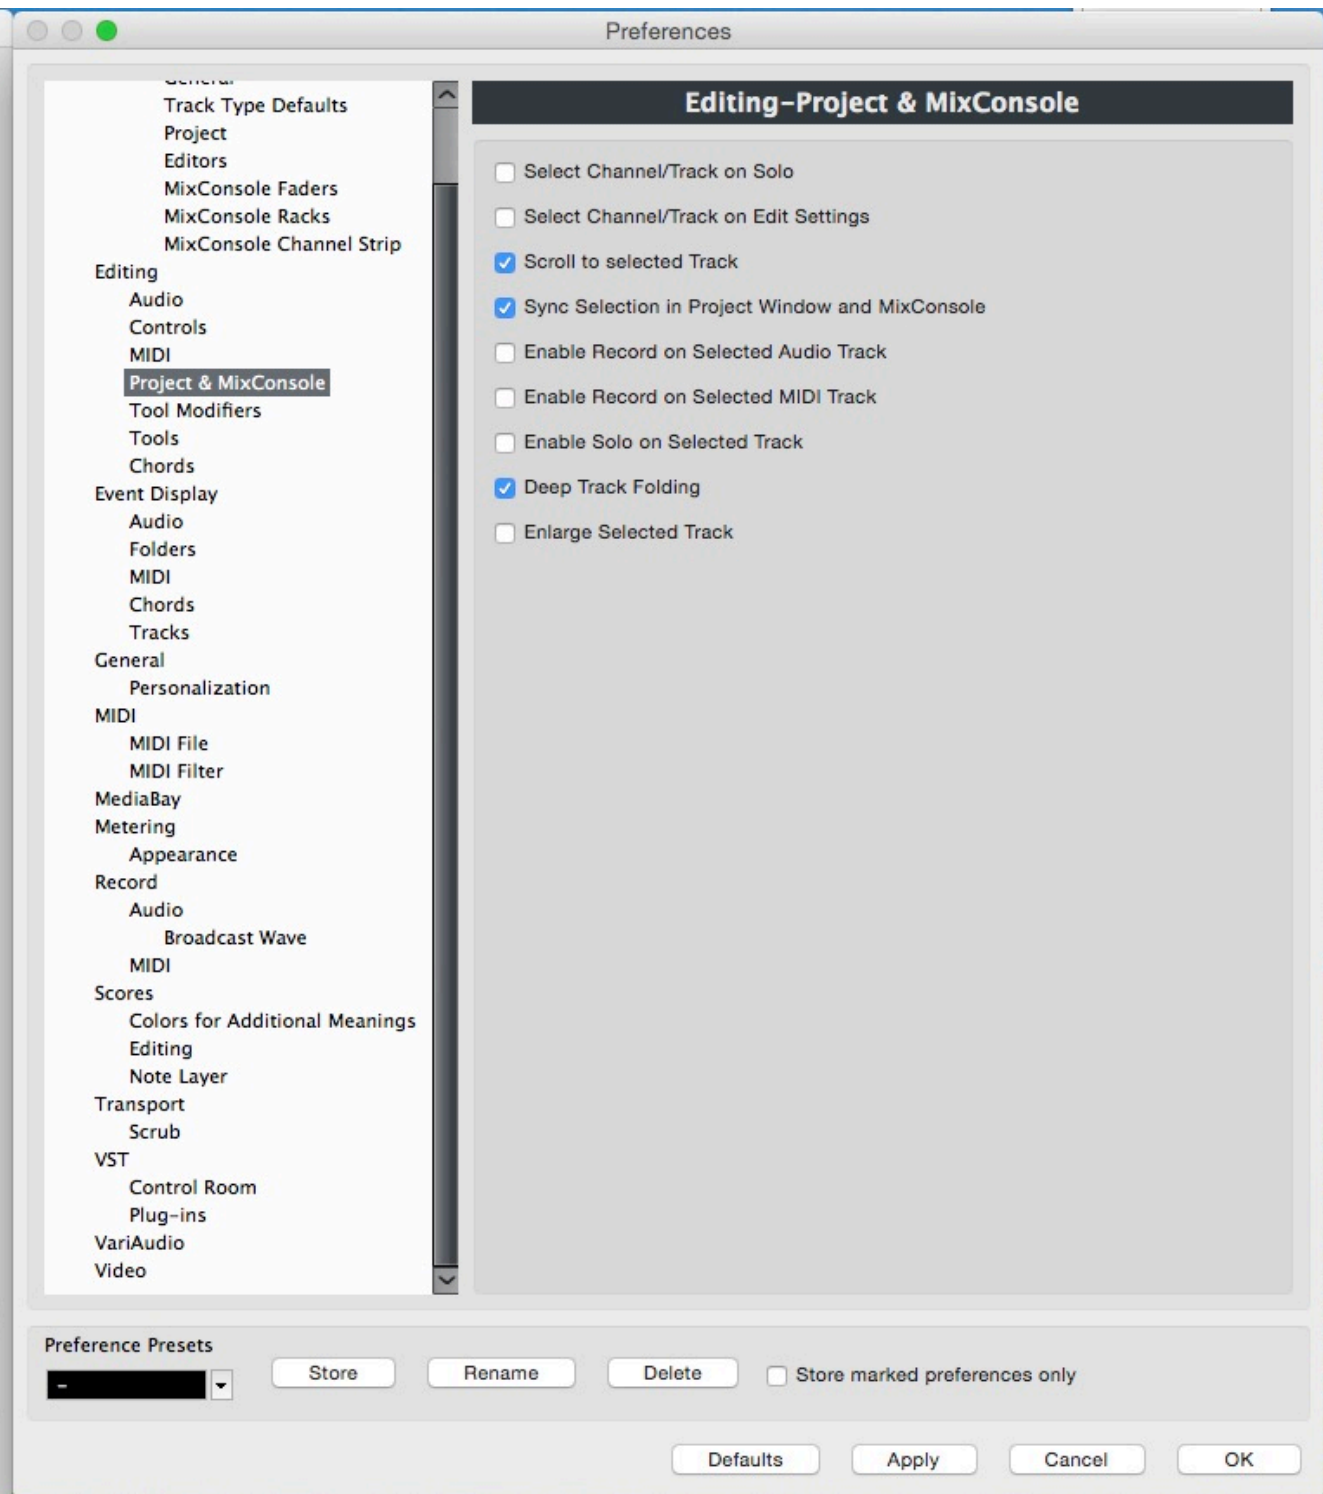 Preferences
General
Track Type Defaults
Project
Editors
MixConsole Faders
MixConsole Racks
MixConsole Channel Strip
Editing
Audio
Controls
MIDI
Project & MixConsole
Tool Modifiers
Tools
Chords
Event Display
Audio
Folders
MIDI
Chords
Tracks
General
Personalization
MIDI
MIDI File
MIDI Filter
MediaBay
Metering
Appearance
Record
Audio
Broadcast Wave
MIDI
Scores
Colors for Additional Meanings
Editing
Note Layer
Transport
Scrub
VST
Control Room
Plug-ins
VariAudio
Video
Editing-Project & MixConsole
Select Channel/Track on Solo
Select Channel/Track on Edit Settings
Scroll to selected Track
Sync Selection in Project Window and MixConsole
Enable Record on Selected Audio Track
Enable Record on Selected MIDI Track
Enable Solo on Selected Track
Deep Track Folding
Enlarge Selected Track
Preference Presets
-
Store
Rename
Delete
Store marked preferences only
Defaults
Apply
Cancel
OK